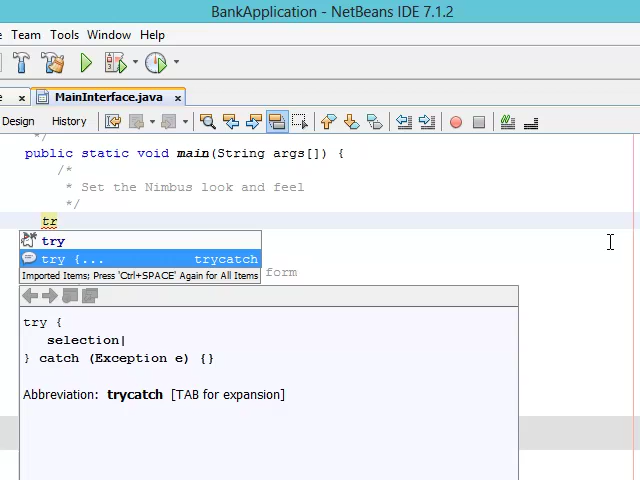 BankApplication - NetBeans IDE 7.1.2
Team Tools Window Help
MainInterface.java
Design History
*/
public static void main(String args[]) {
/*
* Set the Nimbus look and feel
*/
tr
try
try {... trycatch
Imported Items; Press 'Ctrl+SPACE' Again for All Items
form
try {
selection|
} catch (Exception e) {}
Abbreviation: trycatch [TAB for expansion]